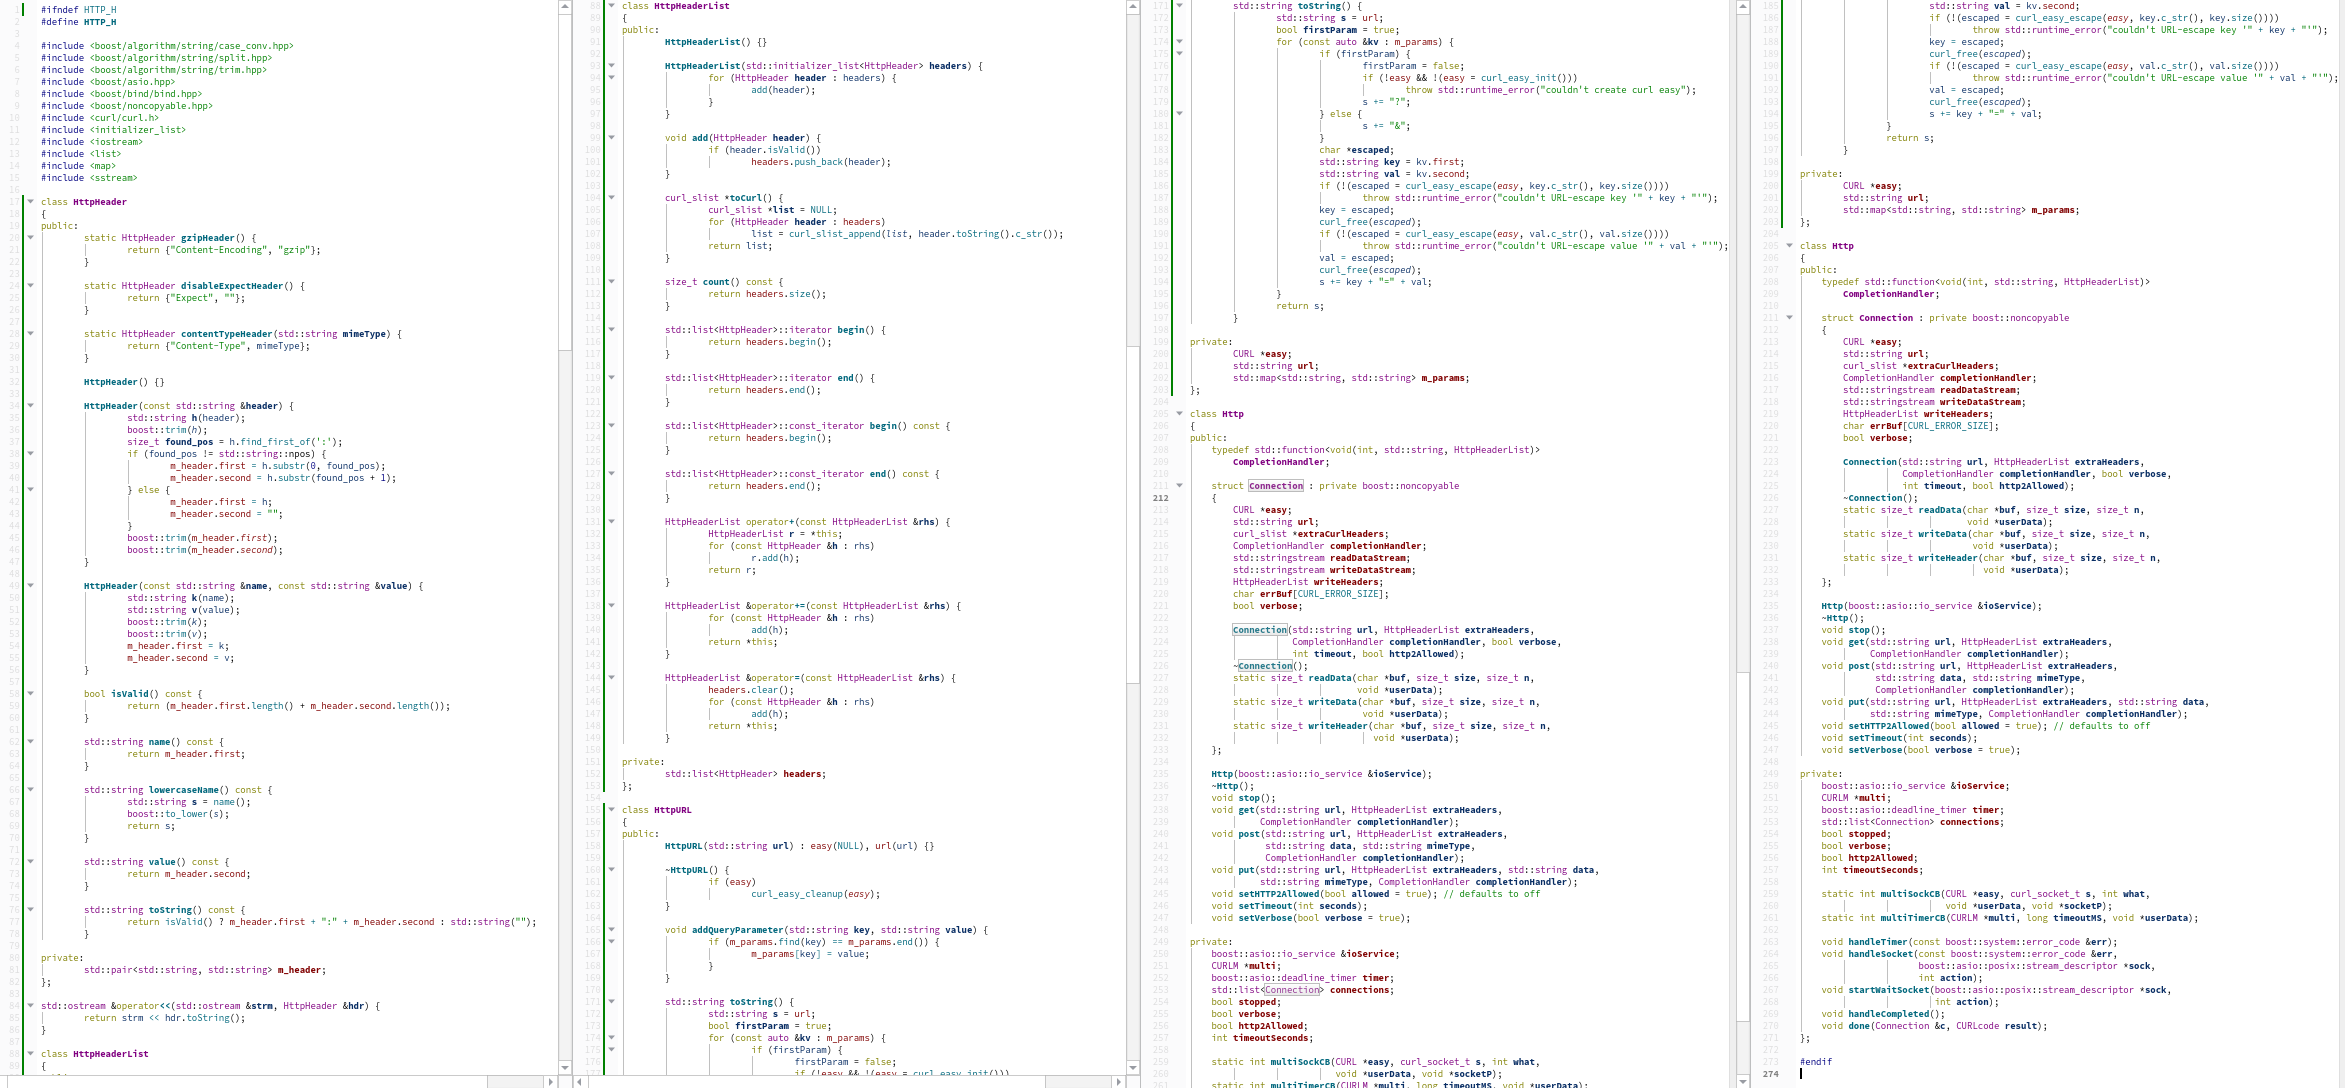 #ifndef HTTP_H
#define HTTP_H
#include <boost/algorithm/string/case_conv.hpp>
#include <boost/algorithm/string/split.hpp>
#include <boost/algorithm/string/trim.hpp>
#include <boost/asio.hpp>
#include <boost/bind/bind.hpp>
#include <boost/noncopyable.hpp>
#include <curl/curl.h>
#include <initializer_list>
#include <iostream>
#include <list>
#include <map>
#include <sstream>
class HttpHeader
{
public:
static HttpHeader gzipHeader() {
return {"Content-Encoding", "gzip"};
}
static HttpHeader disableExpectHeader() {
return {"Expect", ""};
}
static HttpHeader contentTypeHeader(std::string mimeType) {
return {"Content-Type", mimeType};
}
HttpHeader() {}
HttpHeader(const std::string &header) {
std::string h(header);
boost::trim(h);
size_t found_pos = h.find_first_of(':');
if (found_pos != std::string::npos) {
m_header.first = h.substr(0, found_pos);
m_header.second = h.substr(found_pos + 1);
} else {
m_header.first = h;
m_header.second = "";
}
boost::trim(m_header.first);
boost::trim(m_header.second);
}
HttpHeader(const std::string &name, const std::string &value) {
std::string k(name);
std::string v(value);
boost::trim(k);
boost::trim(v);
m_header.first = k;
m_header.second = v;
}
bool isValid() const {
return (m_header.first.length() + m_header.second.length());
}
std::string name() const {
return m_header.first;
}
std::string lowercaseName() const {
std::string s = name();
boost::to_lower(s);
return s;
}
std::string value() const {
return m_header.second;
}
std::string toString() const {
return isValid() ? m_header.first + ":" + m_header.second : std::string("");
}
private:
std::pair<std::string, std::string> m_header;
};
std::ostream &operator<<(std::ostream &strm, HttpHeader &hdr) {
return strm << hdr.toString();
}
class HttpHeaderList
{
class HttpHeaderList
{
public:
HttpHeaderList() {}
HttpHeaderList(std::initializer_list<HttpHeader> headers) {
for (HttpHeader header : headers) {
add(header);
}
}
void add(HttpHeader header) {
if (header.isValid())
headers.push_back(header);
}
curl_slist *toCurl() {
curl_slist *list = NULL;
for (HttpHeader header : headers)
list = curl_slist_append(list, header.toString().c_str());
return list;
}
size_t count() const {
return headers.size();
}
std::list<HttpHeader>::iterator begin() {
return headers.begin();
}
std::list<HttpHeader>::iterator end() {
return headers.end();
}
std::list<HttpHeader>::const_iterator begin() const {
return headers.begin();
}
std::list<HttpHeader>::const_iterator end() const {
return headers.end();
}
HttpHeaderList operator+(const HttpHeaderList &rhs) {
HttpHeaderList r = *this;
for (const HttpHeader &h : rhs)
r.add(h);
return r;
}
HttpHeaderList &operator+=(const HttpHeaderList &rhs) {
for (const HttpHeader &h : rhs)
add(h);
return *this;
}
HttpHeaderList &operator=(const HttpHeaderList &rhs) {
headers.clear();
for (const HttpHeader &h : rhs)
add(h);
return *this;
}
private:
std::list<HttpHeader> headers;
};
class HttpURL
{
public:
HttpURL(std::string url) : easy(NULL), url(url) {}
~HttpURL() {
if (easy)
curl_easy_cleanup(easy);
}
void addQueryParameter(std::string key, std::string value) {
if (m_params.find(key) == m_params.end()) {
m_params[key] = value;
}
}
std::string toString() {
std::string s = url;
bool firstParam = true;
for (const auto &kv : m_params) {
if (firstParam) {
firstParam = false;
if (!easy && !(easy = curl_easy_init()))
std::string toString() {
std::string s = url;
bool firstParam = true;
for (const auto &kv : m_params) {
if (firstParam) {
firstParam = false;
if (!easy && !(easy = curl_easy_init()))
throw std::runtime_error("couldn't create curl easy");
s += "?";
} else {
s += "&";
}
char *escaped;
std::string key = kv.first;
std::string val = kv.second;
if (!(escaped = curl_easy_escape(easy, key.c_str(), key.size())))
throw std::runtime_error("couldn't URL-escape key '" + key + "'");
key = escaped;
curl_free(escaped);
if (!(escaped = curl_easy_escape(easy, val.c_str(), val.size())))
throw std::runtime_error("couldn't URL-escape value '" + val + "'");
val = escaped;
curl_free(escaped);
s += key + "=" + val;
}
return s;
}
private:
CURL *easy;
std::string url;
std::map<std::string, std::string> m_params;
};
class Http
{
public:
typedef std::function<void(int, std::string, HttpHeaderList)>
CompletionHandler;
struct Connection : private boost::noncopyable
212 {
CURL *easy;
std::string url;
curl_slist *extraCurlHeaders;
CompletionHandler completionHandler;
std::stringstream readDataStream;
std::stringstream writeDataStream;
HttpHeaderList writeHeaders;
char errBuf[CURL_ERROR_SIZE];
bool verbose;
Connection(std::string url, HttpHeaderList extraHeaders,
CompletionHandler completionHandler, bool verbose,
int timeout, bool http2Allowed);
~Connection();
static size_t readData(char *buf, size_t size, size_t n,
void *userData);
static size_t writeData(char *buf, size_t size, size_t n,
void *userData);
static size_t writeHeader(char *buf, size_t size, size_t n,
void *userData);
};
Http(boost::asio::io_service &ioService);
~Http();
void stop();
void get(std::string url, HttpHeaderList extraHeaders,
CompletionHandler completionHandler);
void post(std::string url, HttpHeaderList extraHeaders,
std::string data, std::string mimeType,
CompletionHandler completionHandler);
void put(std::string url, HttpHeaderList extraHeaders, std::string data,
std::string mimeType, CompletionHandler completionHandler);
void setHTTP2Allowed(bool allowed = true); // defaults to off
void setTimeout(int seconds);
void setVerbose(bool verbose = true);
private:
boost::asio::io_service &ioService;
CURLM *multi;
boost::asio::deadline_timer timer;
std::list<Connection> connections;
bool stopped;
bool verbose;
bool http2Allowed;
int timeoutSeconds;
static int multiSockCB(CURL *easy, curl_socket_t s, int what,
void *userData, void *socketP);
static int multiTimerCB(CURLM *multi, long timeoutMS, void *userData);
std::string val = kv.second;
if (!(escaped = curl_easy_escape(easy, key.c_str(), key.size())))
throw std::runtime_error("couldn't URL-escape key '" + key + "'");
key = escaped;
curl_free(escaped);
if (!(escaped = curl_easy_escape(easy, val.c_str(), val.size())))
throw std::runtime_error("couldn't URL-escape value '" + val + "'");
val = escaped;
curl_free(escaped);
s += key + "=" + val;
}
return s;
}
private:
CURL *easy;
std::string url;
std::map<std::string, std::string> m_params;
};
class Http
{
public:
typedef std::function<void(int, std::string, HttpHeaderList)>
CompletionHandler;
struct Connection : private boost::noncopyable
{
CURL *easy;
std::string url;
curl_slist *extraCurlHeaders;
CompletionHandler completionHandler;
std::stringstream readDataStream;
std::stringstream writeDataStream;
HttpHeaderList writeHeaders;
char errBuf[CURL_ERROR_SIZE];
bool verbose;
Connection(std::string url, HttpHeaderList extraHeaders,
CompletionHandler completionHandler, bool verbose,
int timeout, bool http2Allowed);
~Connection();
static size_t readData(char *buf, size_t size, size_t n,
void *userData);
static size_t writeData(char *buf, size_t size, size_t n,
void *userData);
static size_t writeHeader(char *buf, size_t size, size_t n,
void *userData);
};
Http(boost::asio::io_service &ioService);
~Http();
void stop();
void get(std::string url, HttpHeaderList extraHeaders,
CompletionHandler completionHandler);
void post(std::string url, HttpHeaderList extraHeaders,
std::string data, std::string mimeType,
CompletionHandler completionHandler);
void put(std::string url, HttpHeaderList extraHeaders, std::string data,
std::string mimeType, CompletionHandler completionHandler);
void setHTTP2Allowed(bool allowed = true); // defaults to off
void setTimeout(int seconds);
void setVerbose(bool verbose = true);
private:
boost::asio::io_service &ioService;
CURLM *multi;
boost::asio::deadline_timer timer;
std::list<Connection> connections;
bool stopped;
bool verbose;
bool http2Allowed;
int timeoutSeconds;
static int multiSockCB(CURL *easy, curl_socket_t s, int what,
void *userData, void *socketP);
static int multiTimerCB(CURLM *multi, long timeoutMS, void *userData);
void handleTimer(const boost::system::error_code &err);
void handleSocket(const boost::system::error_code &err,
boost::asio::posix::stream_descriptor *sock,
int action);
void startWaitSocket(boost::asio::posix::stream_descriptor *sock,
int action);
void handleCompleted();
void done(Connection &c, CURLcode result);
};
#endif
274